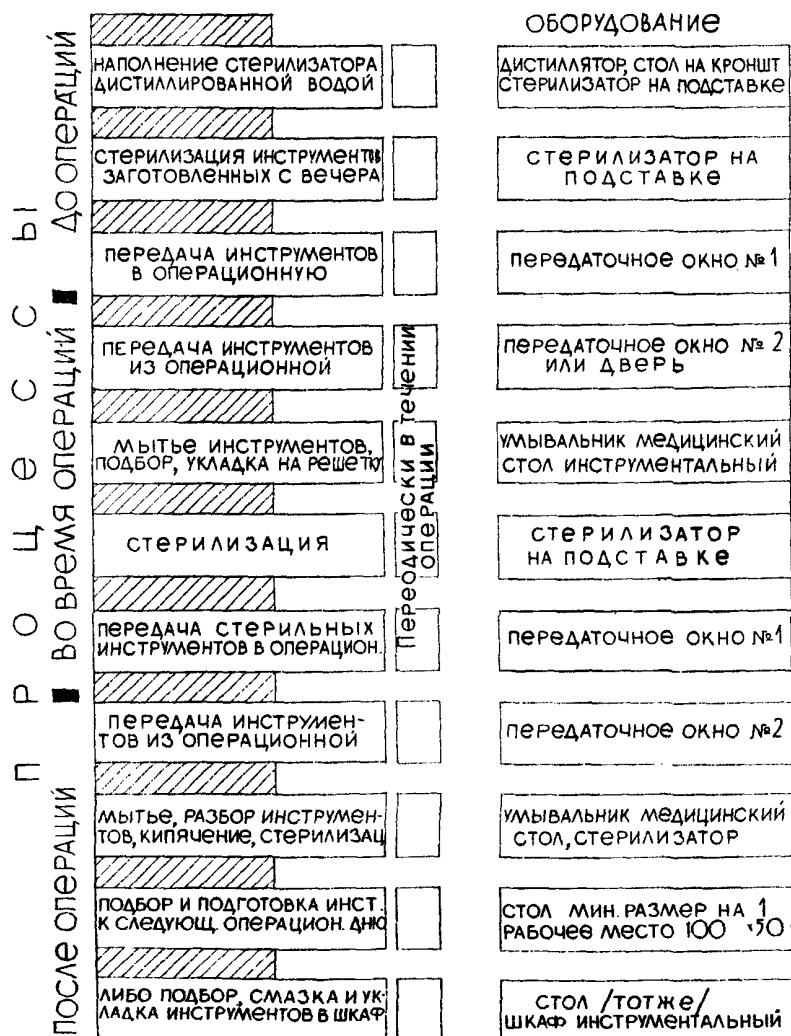 ОБОРУДОВАНИЕ
ПРОЦЕССЫ
ДО ОПЕРАЦИЙ
НАПОЛНЕНИЕ СТЕРИЛИЗАТОРА
ДИСТИЛЛИРОВАННОЙ ВОДОЙ
ДИСТИЛЛЯТОР, СТОЛ НА КРОНШТ
СТЕРИЛИЗАТОР НА ПОДСТАВКЕ
СТЕРИЛИЗАЦИЯ ИНСТРУМЕНТОВ
ЗАГОТОВЛЕННЫХ С ВЕЧЕРА
СТЕРИЛИЗАТОР НА
ПОДСТАВКЕ
ПЕРЕДАЧА ИНСТРУМЕНТОВ
В ОПЕРАЦИОННУЮ
ПЕРЕДАТОЧНОЕ ОКНО №1
ВО ВРЕМЯ ОПЕРАЦИЙ
ПЕРЕДАЧА ИНСТРУМЕНТОВ
ИЗ ОПЕРАЦИОННОЙ
Переодически в течении
операции
ПЕРЕДАТОЧНОЕ ОКНО № 2
ИЛИ ДВЕРЬ
МЫТЬЕ ИНСТРУМЕНТОВ,
ПОДБОР, УКЛАДКА НА РЕШЕТКУ
УМЫВАЛЬНИК МЕДИЦИНСКИЙ
СТОЛ ИНСТРУМЕНТАЛЬНЫЙ
СТЕРИЛИЗАЦИЯ
СТЕРИЛИЗАТОР
НА ПОДСТАВКЕ
ПЕРЕДАЧА СТЕРИЛЬНЫХ
ИНСТРУМЕНТОВ В ОПЕРАЦИОН.
ПЕРЕДАТОЧНОЕ ОКНО №1
ПОСЛЕ ОПЕРАЦИЙ
ПЕРЕДАЧА ИНСТРУМЕН-
ТОВ ИЗ ОПЕРАЦИОННОЙ
ПЕРЕДАТОЧНОЕ ОКНО №2
МЫТЬЕ, РАЗБОР ИНСТРУМЕН-
ТОВ, КИПЯЧЕНИЕ, СТЕРИЛИЗАЦ
УМЫВАЛЬНИК МЕДИЦИНСКИЙ
СТОЛ, СТЕРИЛИЗАТОР
ПОДБОР И ПОДГОТОВКА ИНСТ.
К СЛЕДУЮЩ. ОПЕРАЦИОН. ДНЮ
СТОЛ МИН. РАЗМЕР НА 1
РАБОЧЕЕ МЕСТО 100 ×50
ЛИБО ПОДБОР, СМАЗКА И УК-
ЛАДКА ИНСТРУМЕНТОВ В ШКАФ
СТОЛ /ТОТЖЕ/
ШКАФ ИНСТРУМЕНТАЛЬНЫЙ